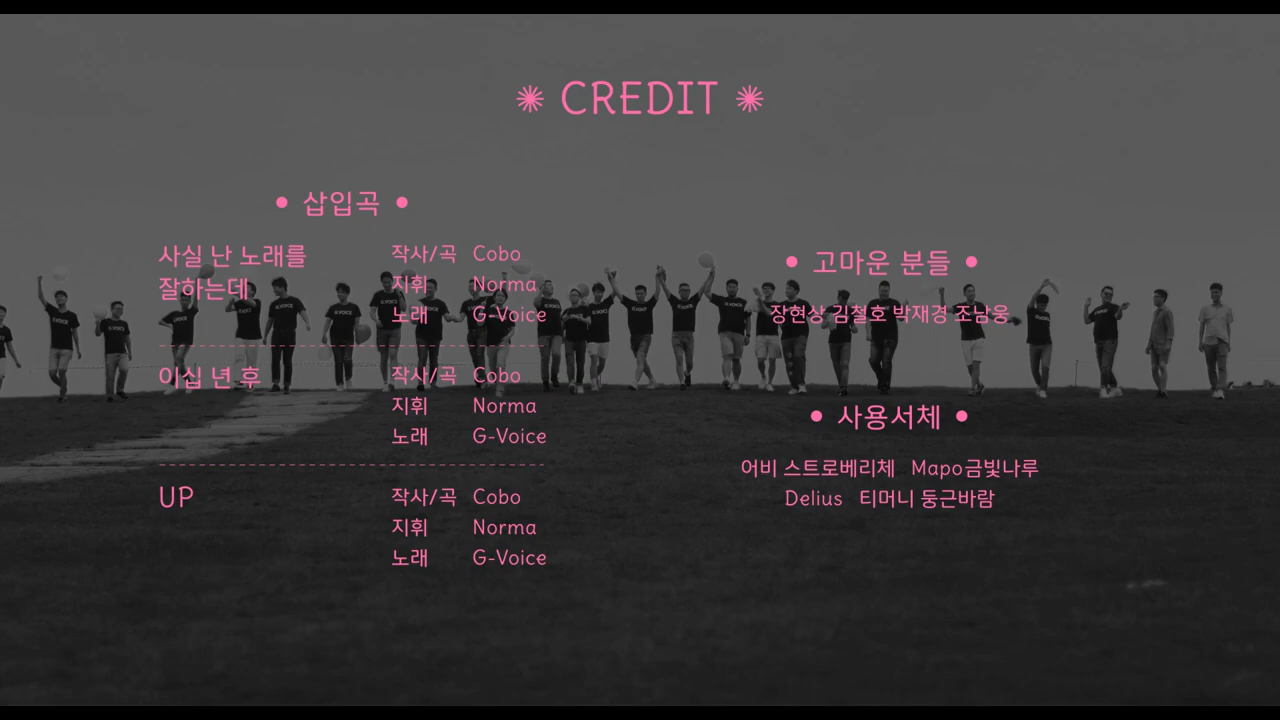 CREDIT
• 삽입곡 •
사실 난 노래를
잘하는데
작사/곡 Cobo
지휘 Norma
노래 G-Voice
이십 년 후
작사/곡 Cobo
지휘 Norma
노래 G-Voice
UP
작사/곡 Cobo
지휘 Norma
노래 G-Voice
• 고마운 분들 •
장현상 김철호 박재경 조남웅
• 사용서체 •
어비 스트로베리체 Mapo금빛나루
Delius 티머니 둥근바람